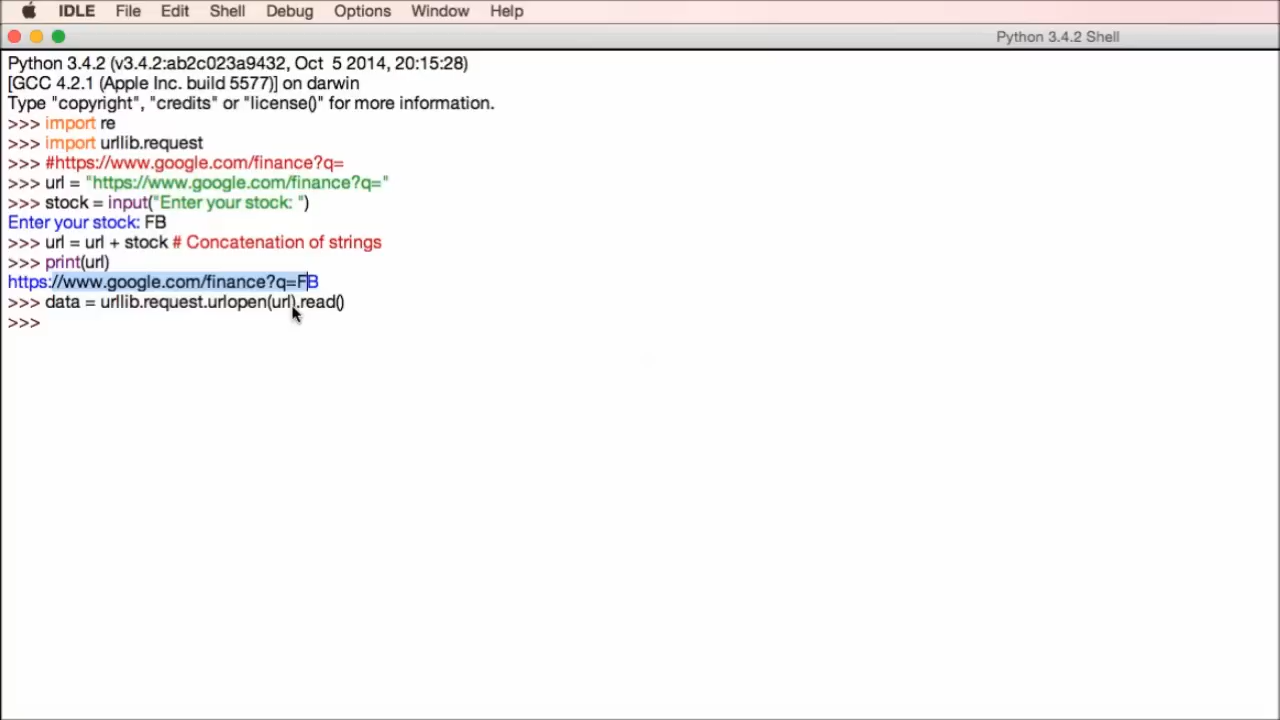 IDLE File Edit Shell Debug Options Window Help
Python 3.4.2 Shell
Python 3.4.2 (v3.4.2:ab2c023a9432, Oct  5 2014, 20:15:28)
[GCC 4.2.1 (Apple Inc. build 5577)] on darwin
Type "copyright", "credits" or "license()" for more information.
>>> import re
>>> import urllib.request
>>> #https://www.google.com/finance?q=
>>> url = "https://www.google.com/finance?q="
>>> stock = input("Enter your stock: ")
Enter your stock: FB
>>> url = url + stock # Concatenation of strings
>>> print(url)
https://www.google.com/finance?q=FB
>>> data = urllib.request.urlopen(url).read()
>>>